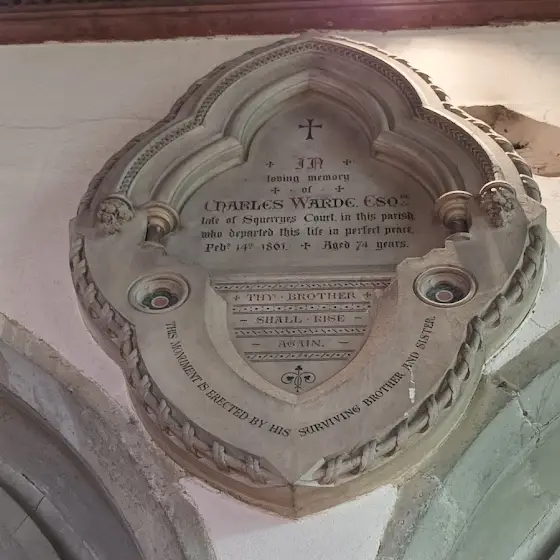 IN
loving memory
of
CHARLES WARDE, ESQRE
late of Squerryes Court, in this parish
who departed this life in perfect peace,
Feby 14th 1861. Aged 74 years.
THY · BROTHER
SHALL · RISE
AGAIN.
THIS MONUMENT IS ERECTED BY HIS SURVIVING BROTHER AND SISTER.